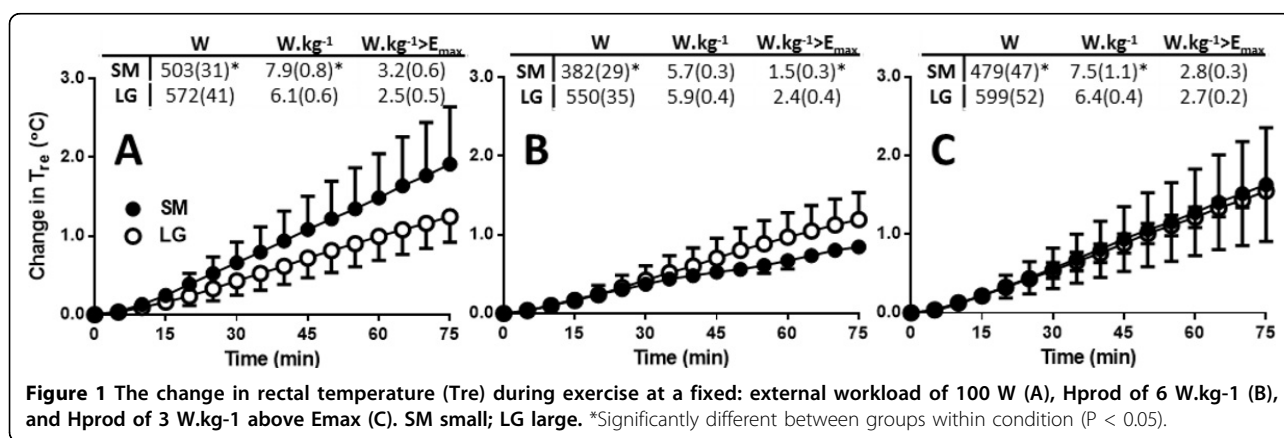 W W.kg-1 W.kg-1>Emax
SM 503(31)* 7.9(0.8)* 3.2(0.6)
LG 572(41) 6.1(0.6) 2.5(0.5)
W W.kg-1 W.kg-1>Emax
SM 382(29)* 5.7(0.3) 1.5(0.3)*
LG 550(35) 5.9(0.4) 2.4(0.4)
W W.kg-1 W.kg-1>Emax
SM 479(47)* 7.5(1.1)* 2.8(0.3)
LG 599(52) 6.4(0.4) 2.7(0.2)
Change in Tre (°C)
3.0
2.0
1.0
0.0
A
SM
LG
0 15 30 45 60 75
Time (min)
3.0
2.0
1.0
0.0
B
0 15 30 45 60 75
Time (min)
3.0
2.0
1.0
0.0
C
0 15 30 45 60 75
Time (min)
Figure 1 The change in rectal temperature (Tre) during exercise at a fixed: external workload of 100 W (A), Hprod of 6 W.kg-1 (B),
and Hprod of 3 W.kg-1 above Emax (C). SM small; LG large. *Significantly different between groups within condition (P < 0.05).